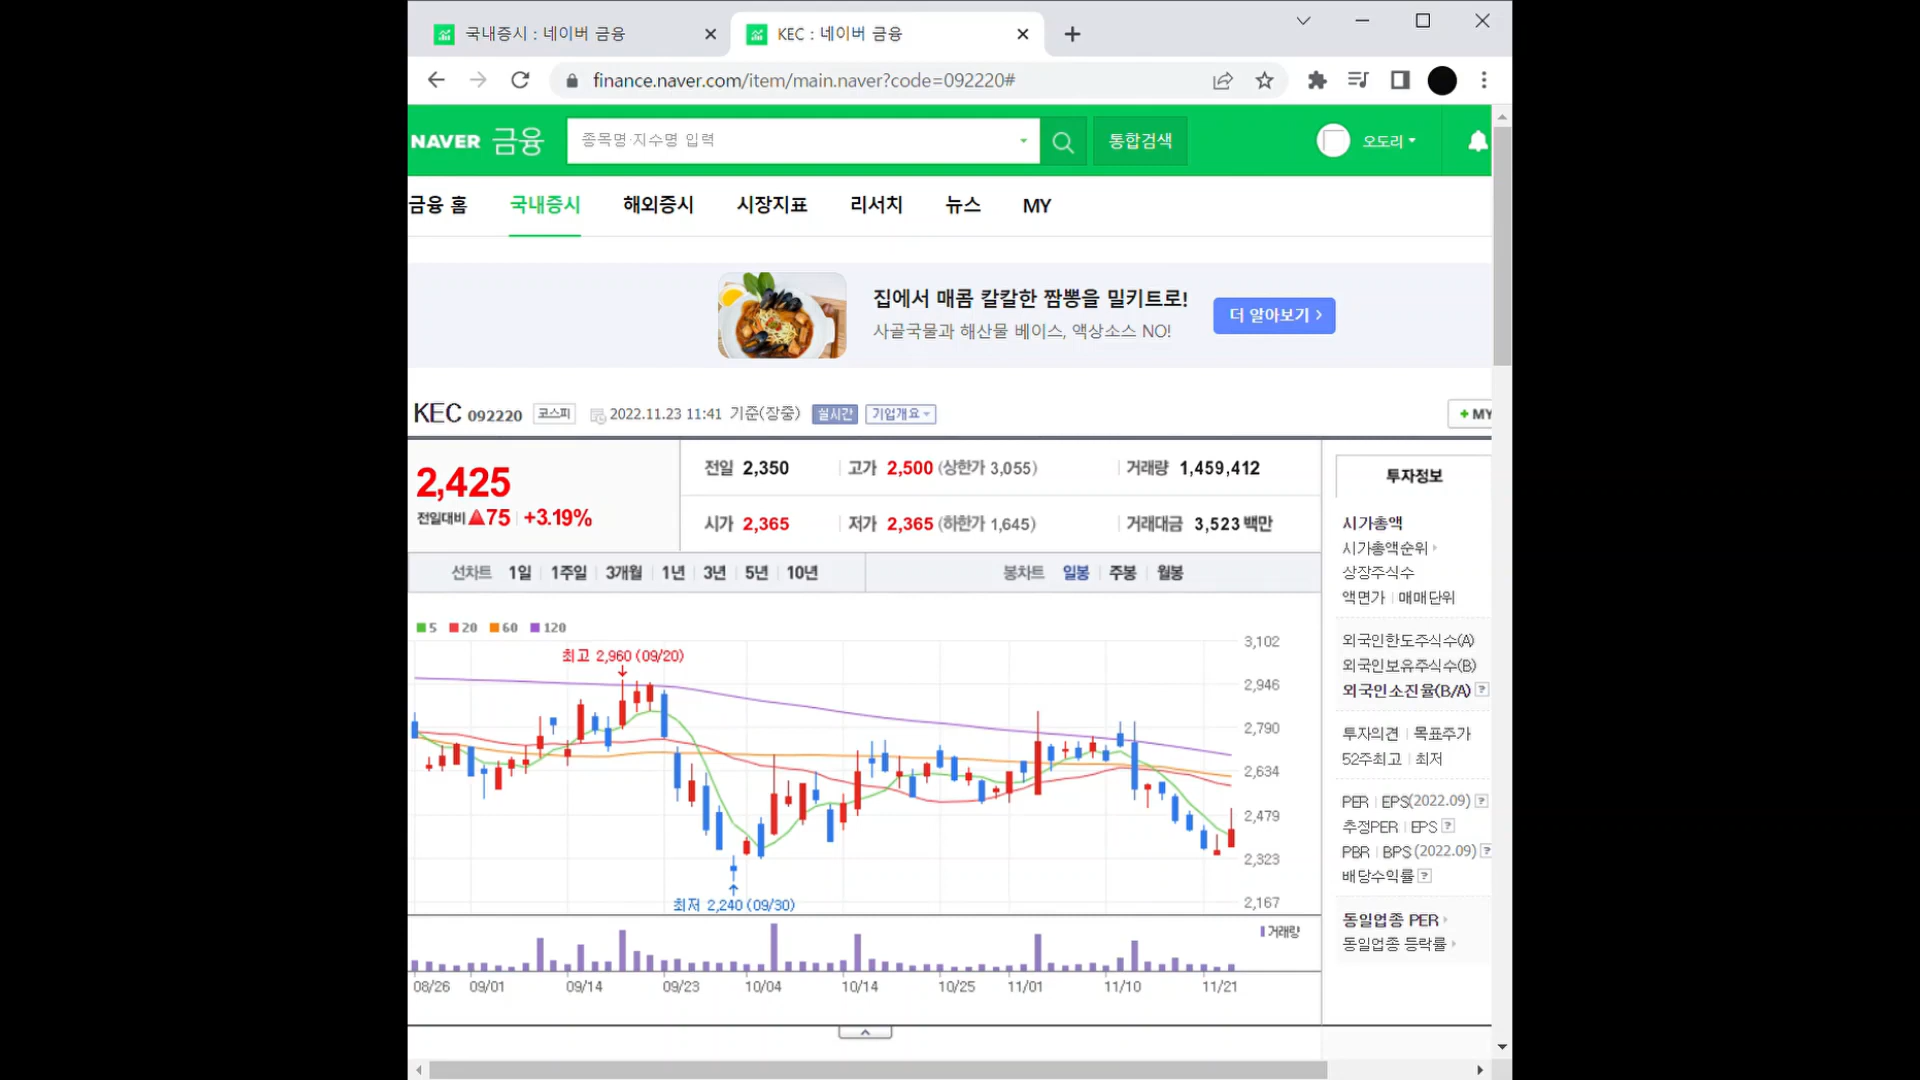 국내증시 : 네이버 금융
KEC : 네이버 금융
finance.naver.com/item/main.naver?code=092220#
NAVER 금융
종목명·지수명 입력
통합검색
오도리
금융 홈 국내증시 해외증시 시장지표 리서치 뉴스 MY
집에서 매콤 칼칼한 짬뽕을 밀키트로!
사골국물과 해산물 베이스, 액상소스 NO!
더 알아보기
KEC 092220 코스피 2022.11.23 11:41 기준(장중) 실시간 기업개요
+ MY
2,425
전일대비 ▲75 +3.19%
전일 2,350 고가 2,500 (상한가 3,055) 거래량 1,459,412
시가 2,365 저가 2,365 (하한가 1,645) 거래대금 3,523 백만
선차트 1일 1주일 3개월 1년 3년 5년 10년
봉차트 일봉 주봉 월봉
5 20 60 120
최고 2,960 (09/20)
최저 2,240 (09/30)
3,102
2,946
2,790
2,634
2,479
2,323
2,167
거래량
08/26 09/01 09/14 09/23 10/04 10/14 10/25 11/01 11/10 11/21
투자정보
시가총액
시가총액순위
상장주식수
액면가 매매단위
외국인한도주식수(A)
외국인보유주식수(B)
외국인소진율(B/A) ?
투자의견 목표주가
52주최고 최저
PER EPS(2022.09) ?
추정PER EPS ?
PBR BPS (2022.09) ?
배당수익률 ?
동일업종 PER
동일업종 등락률